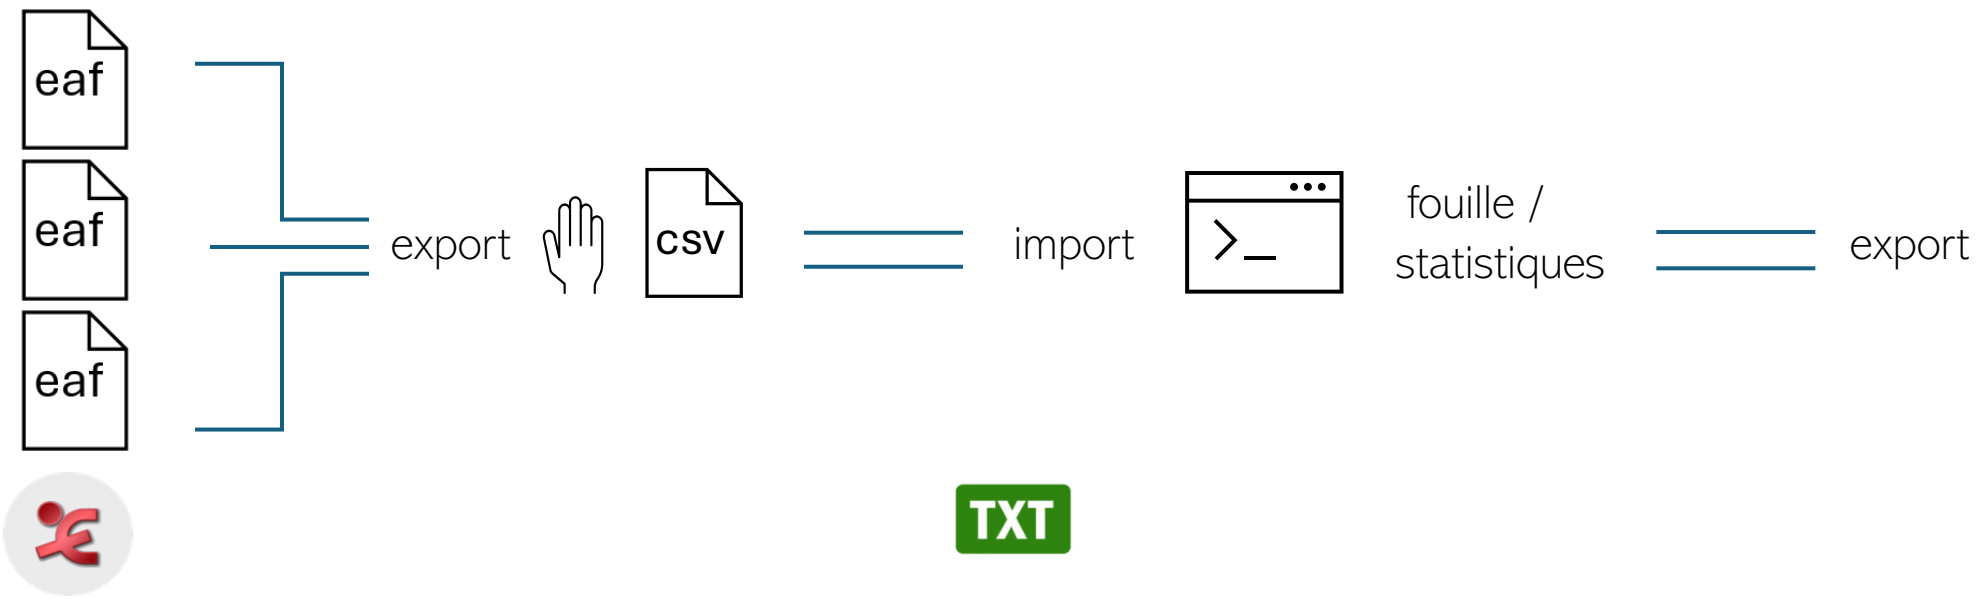 eaf
eaf
eaf
export
csv
import
>_
fouille /
statistiques
export
TXT